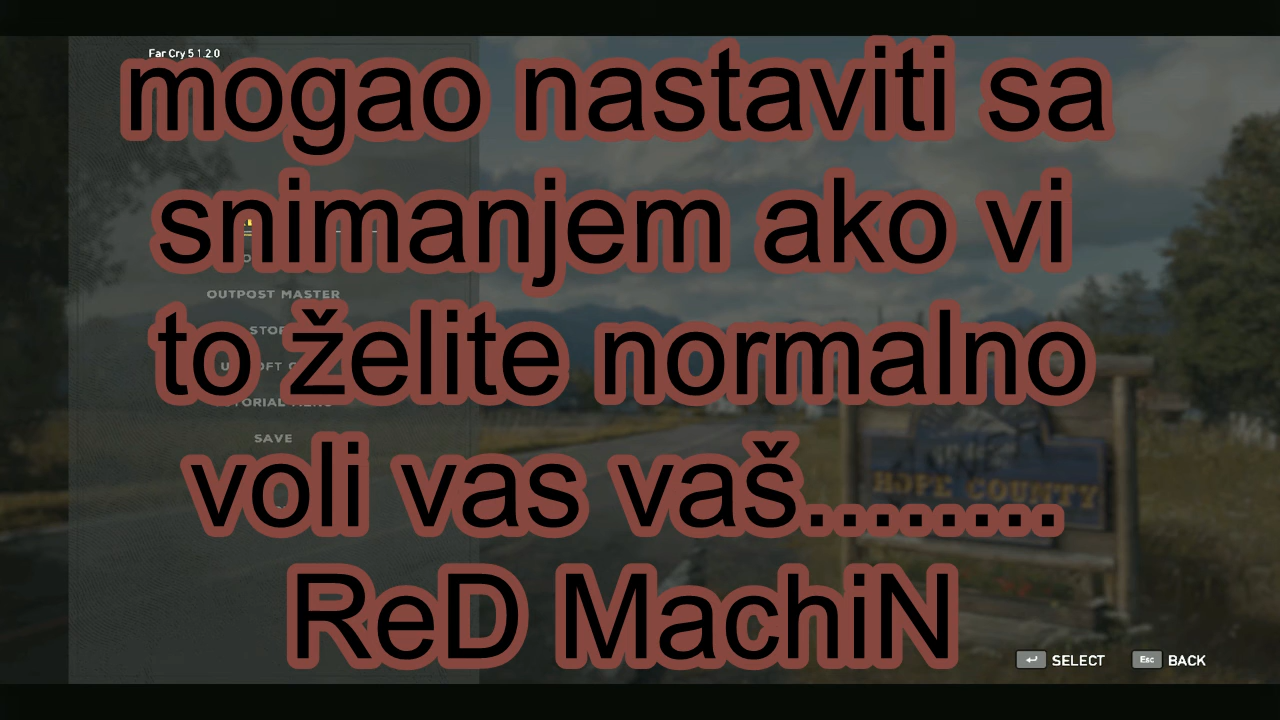 Far Cry 5 1.2.0
mogao nastaviti sa
snimanjem ako vi
OUTPOST MASTER
to želite normalno
SAVE
voli vas vaš........
HOPE COUNTY
ReD MachiN
SELECT
Esc BACK